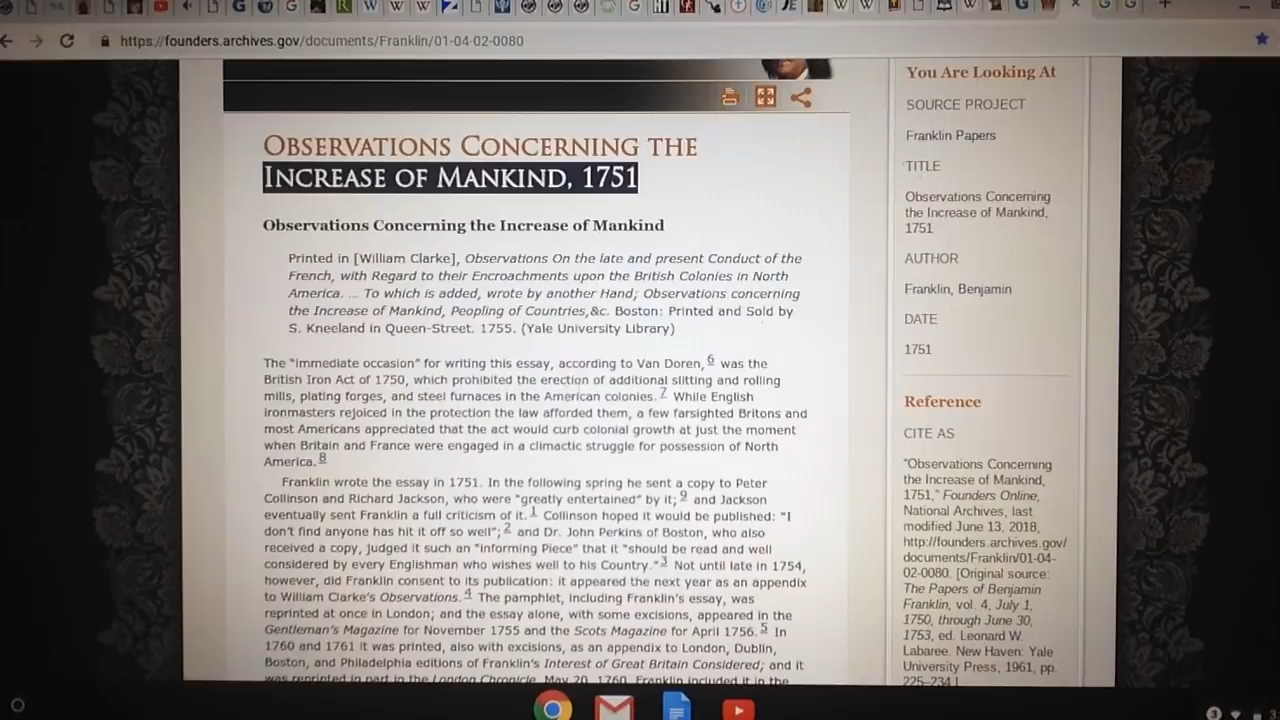 https://founders.archives.gov/documents/Franklin/01-04-02-0080
OBSERVATIONS CONCERNING THE
INCREASE OF MANKIND, 1751
Observations Concerning the Increase of Mankind
Printed in [William Clarke], Observations On the late and present Conduct of the
French, with Regard to their Encroachments upon the British Colonies in North
America. ... To which is added, wrote by another Hand; Observations concerning
the Increase of Mankind, Peopling of Countries,&c. Boston: Printed and Sold by
S. Kneeland in Queen-Street. 1755. (Yale University Library)
The "immediate occasion" for writing this essay, according to Van Doren,6 was the
British Iron Act of 1750, which prohibited the erection of additional slitting and rolling
mills, plating forges, and steel furnaces in the American colonies.7 While English
ironmasters rejoiced in the protection the law afforded them, a few farsighted Britons and
most Americans appreciated that the act would curb colonial growth at just the moment
when Britain and France were engaged in a climactic struggle for possession of North
America.8
Franklin wrote the essay in 1751. In the following spring he sent a copy to Peter
Collinson and Richard Jackson, who were "greatly entertained" by it;9 and Jackson
eventually sent Franklin a full criticism of it.1 Collinson hoped it would be published: "I
don't find anyone has hit it off so well";2 and Dr. John Perkins of Boston, who also
received a copy, judged it such an "informing Piece" that it "should be read and well
considered by every Englishman who wishes well to his Country."3 Not until late in 1754,
however, did Franklin consent to its publication: it appeared the next year as an appendix
to William Clarke's Observations.4 The pamphlet, including Franklin's essay, was
reprinted at once in London; and the essay alone, with some excisions, appeared in the
Gentleman's Magazine for November 1755 and the Scots Magazine for April 1756.5 In
1760 and 1761 it was printed, also with excisions, as an appendix to London, Dublin,
Boston, and Philadelphia editions of Franklin's Interest of Great Britain Considered; and it
was reprinted in part in the London Chronicle, May 20, 1760. Franklin included it in the
You Are Looking At
SOURCE PROJECT
Franklin Papers
TITLE
Observations Concerning
the Increase of Mankind,
1751
AUTHOR
Franklin, Benjamin
DATE
1751
Reference
CITE AS
"Observations Concerning
the Increase of Mankind,
1751," Founders Online,
National Archives, last
modified June 13, 2018,
http://founders.archives.gov/
documents/Franklin/01-04-
02-0080. [Original source:
The Papers of Benjamin
Franklin, vol. 4, July 1,
1750, through June 30,
1753, ed. Leonard W.
Labaree. New Haven: Yale
University Press, 1961, pp.
225–234.]